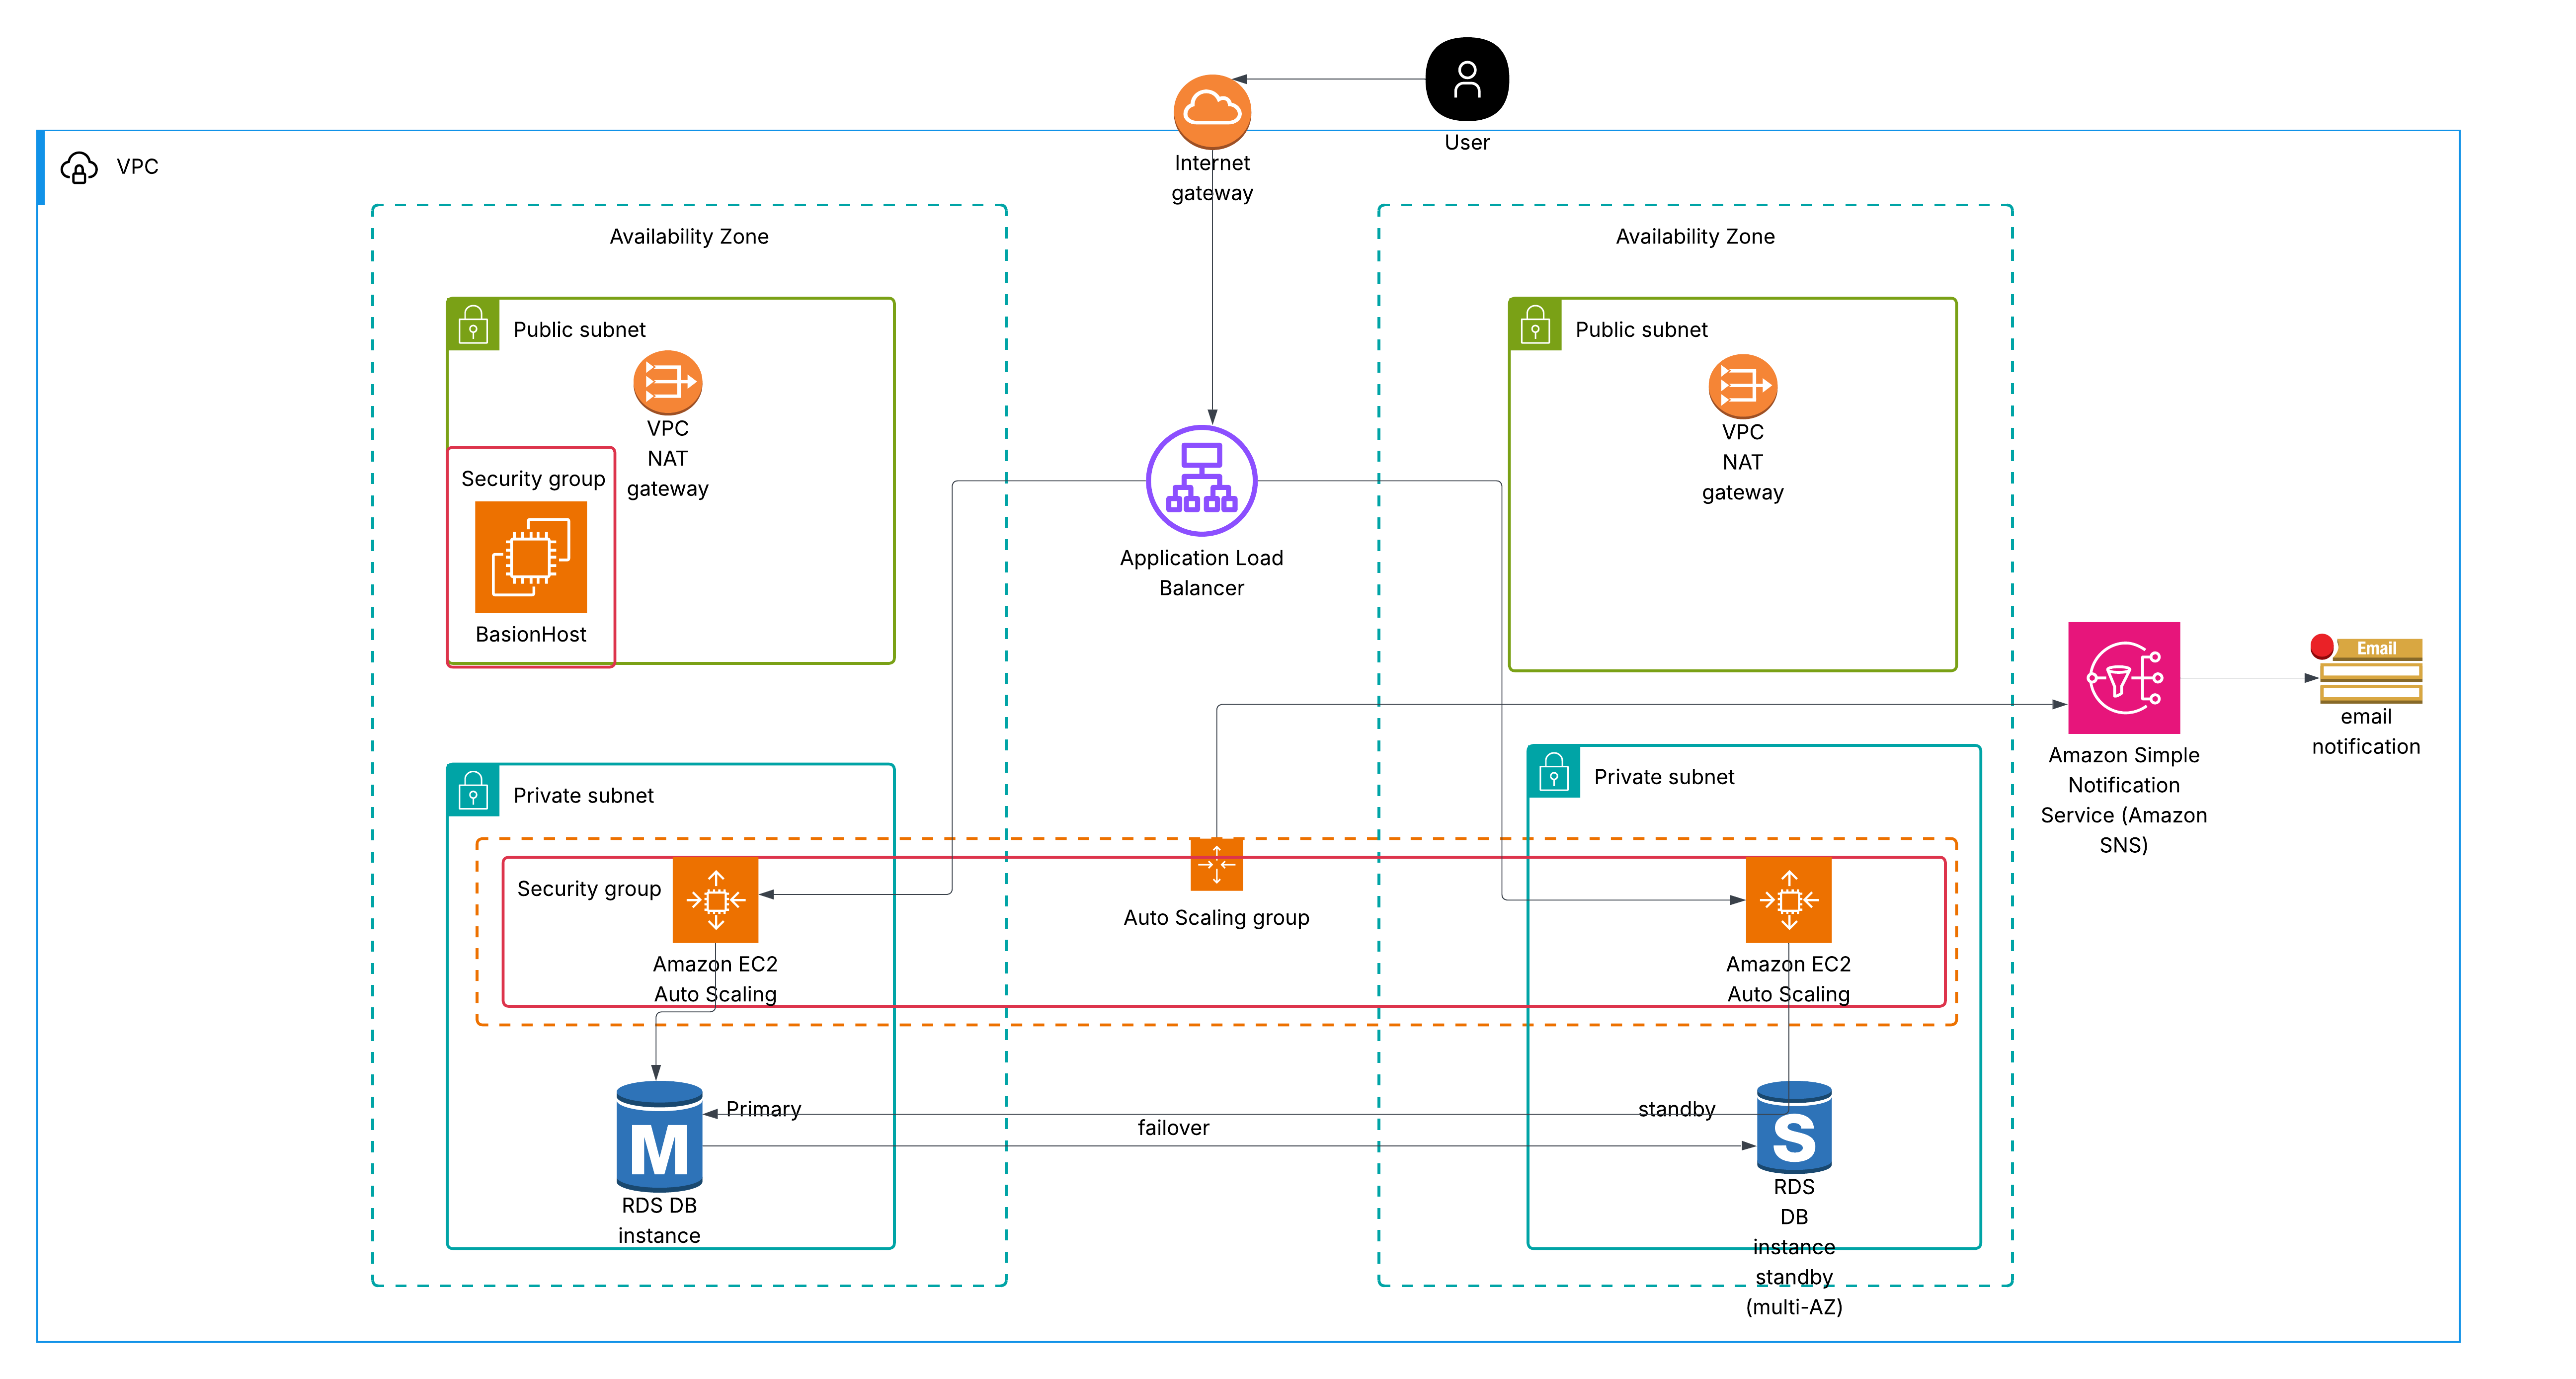 User
Internet
gateway
VPC
Availability Zone
Availability Zone
Public subnet
VPC
NAT
gateway
Security group
BasionHost
Public subnet
VPC
NAT
gateway
Application Load
Balancer
Email
email
notification
Amazon Simple
Notification
Service (Amazon
SNS)
Private subnet
Private subnet
Security group
Amazon EC2
Auto Scaling
Auto Scaling group
Amazon EC2
Auto Scaling
Primary
standby
failover
M
S
RDS DB
instance
RDS
DB
instance
standby
(multi-AZ)